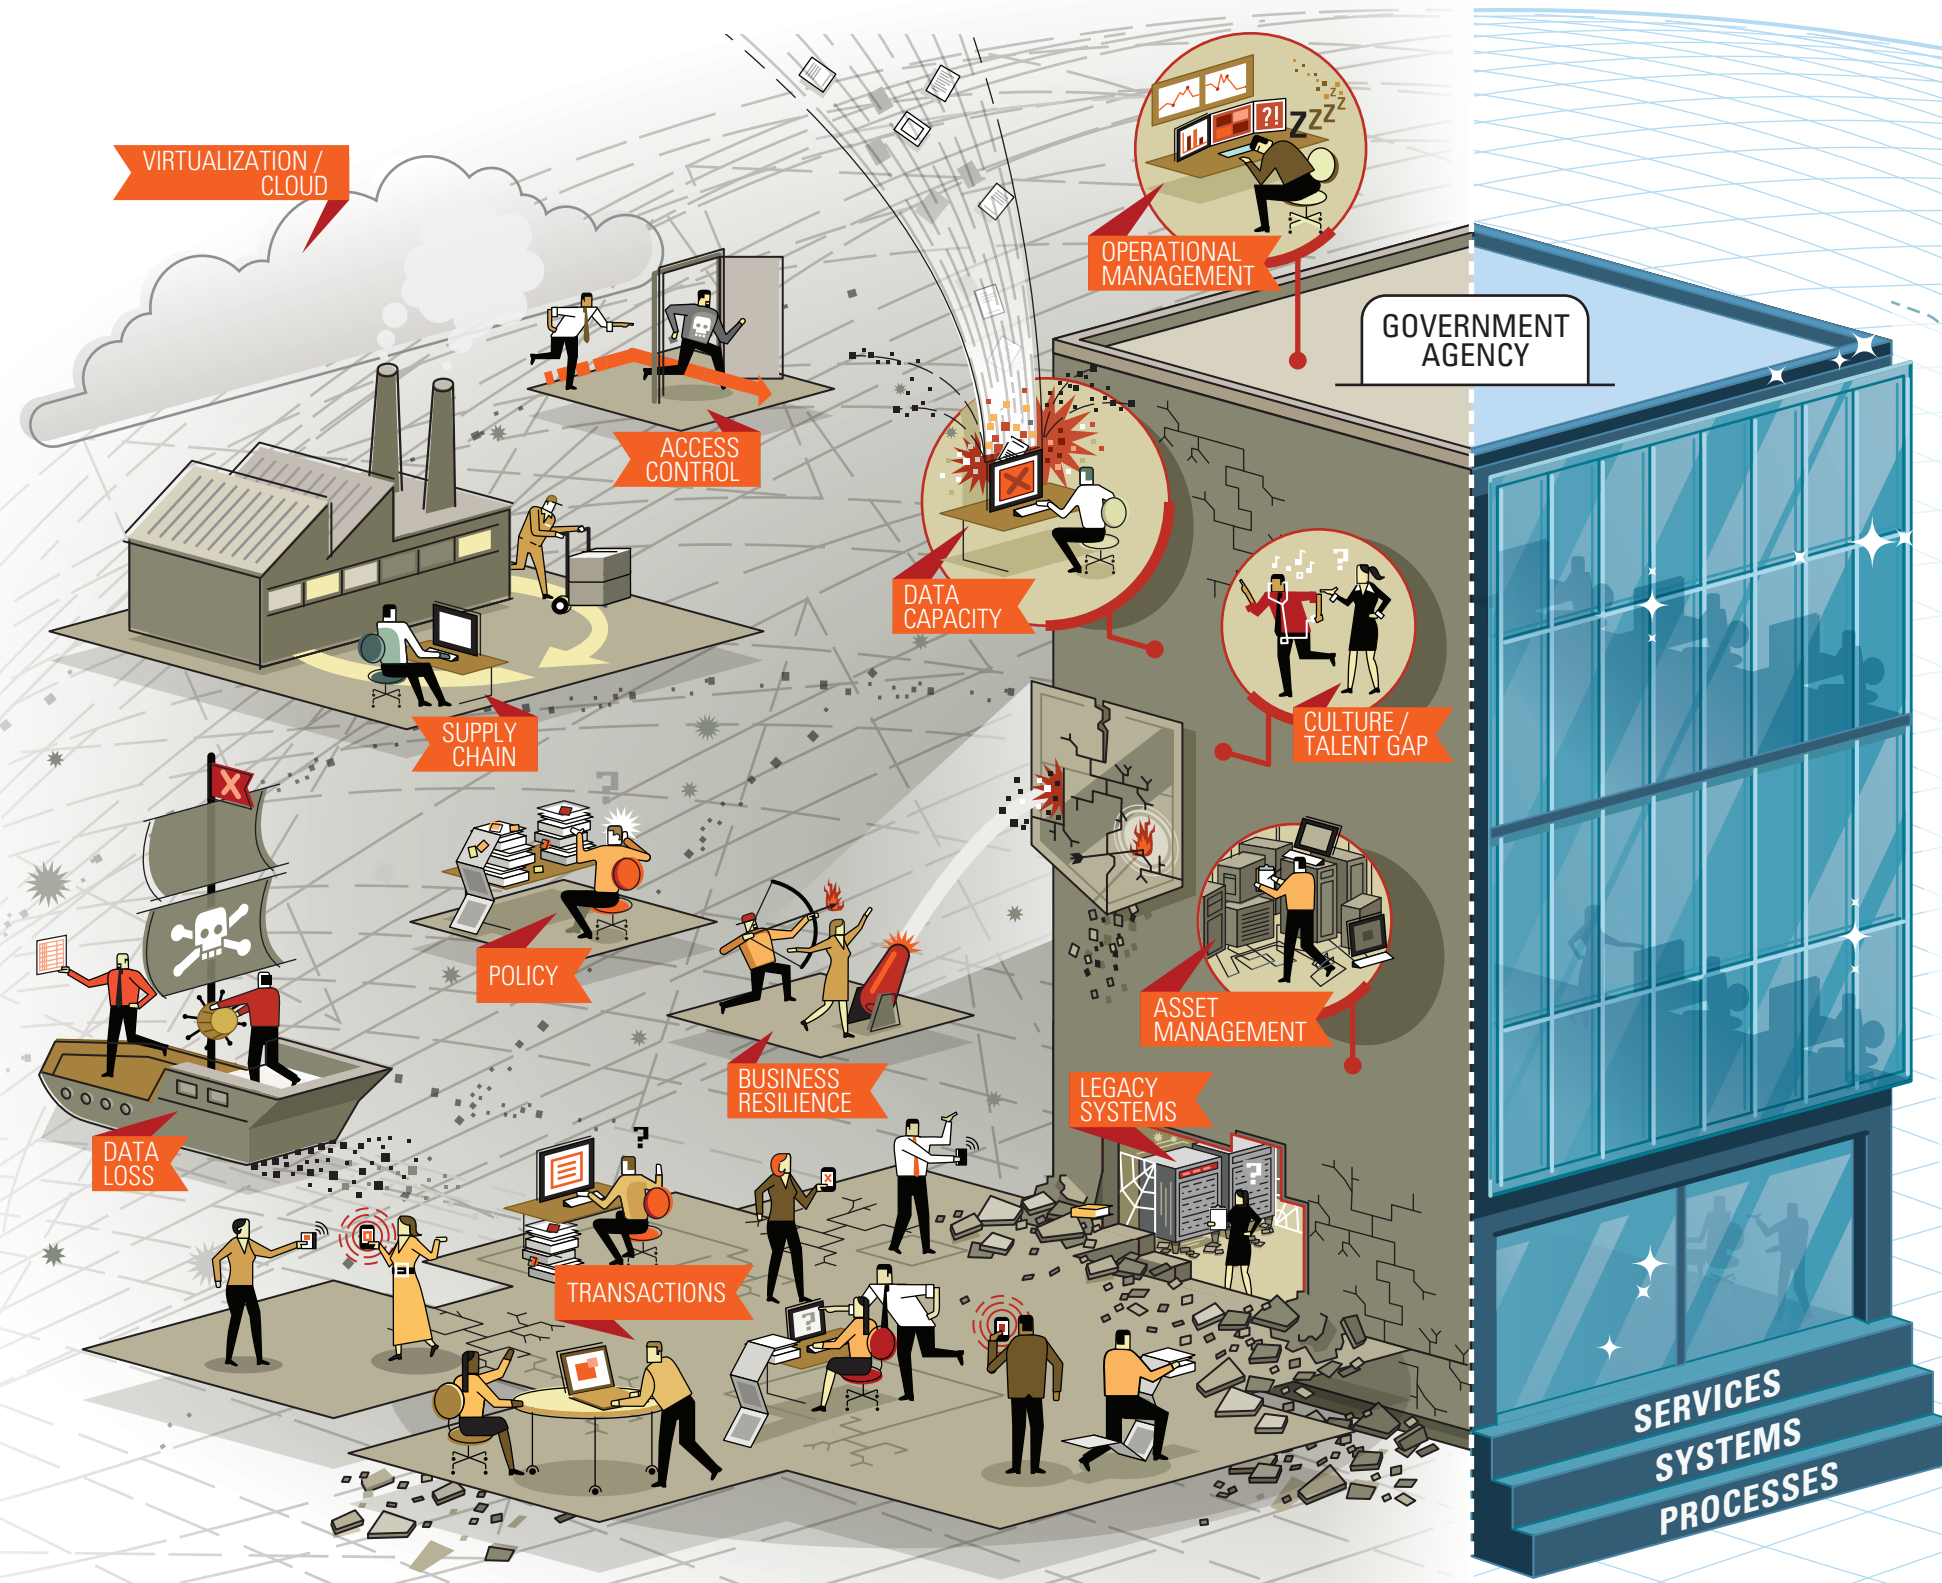 VIRTUALIZATION /
CLOUD
?!
ZZZZZ
OPERATIONAL
MANAGEMENT
GOVERNMENT
AGENCY
ACCESS
CONTROL
DATA
CAPACITY
?
CULTURE /
TALENT GAP
SUPPLY
CHAIN
X
?
POLICY
ASSET
MANAGEMENT
BUSINESS
RESILIENCE
LEGACY
SYSTEMS
DATA
LOSS
?
?
TRANSACTIONS
?
SERVICES
SYSTEMS
PROCESSES